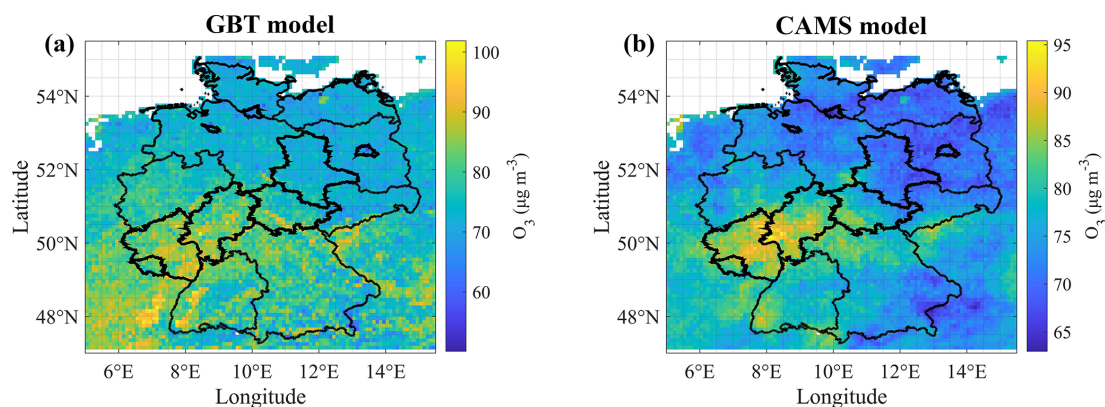 GBT model
(a)
54°N
52°N
50°N
48°N
Latitude
6°E 8°E 10°E 12°E 14°E
Longitude
100
90
80
70
60
O₃ (µg m⁻³)
CAMS model
(b)
54°N
52°N
50°N
48°N
Latitude
6°E 8°E 10°E 12°E 14°E
Longitude
95
90
85
80
75
70
65
O₃ (µg m⁻³)